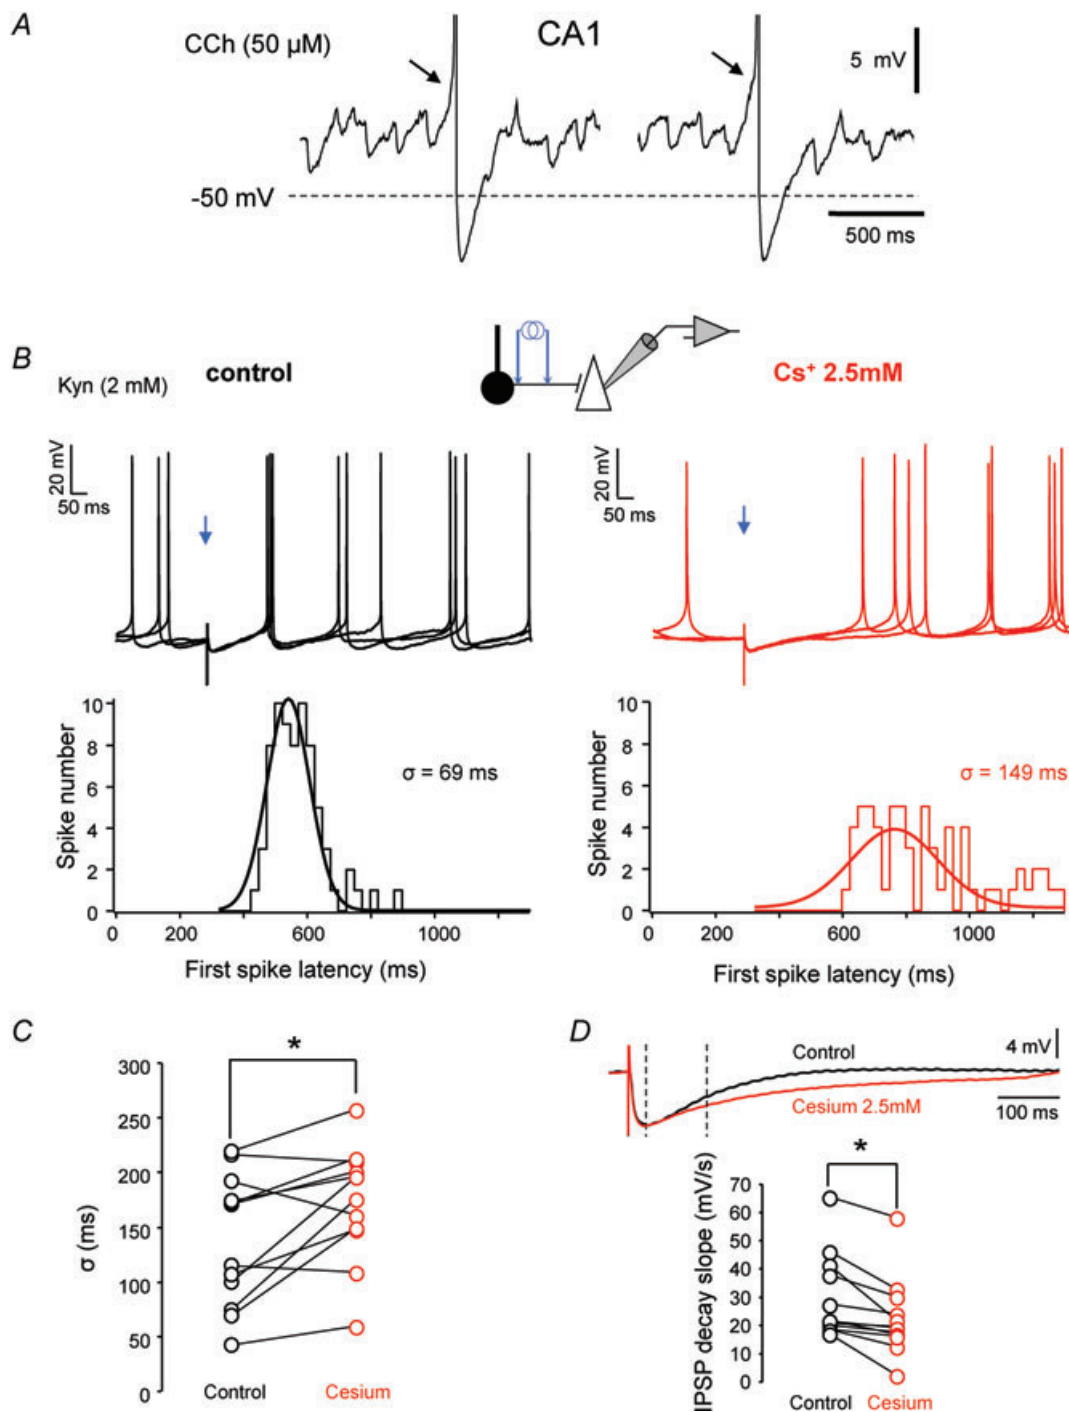 A
CCh (50 µM)
CA1
5 mV
-50 mV
500 ms
B
Kyn (2 mM)
control
Cs+ 2.5mM
20 mV
50 ms
20 mV
50 ms
Spike number
10
8
6
4
2
0
σ = 69 ms
0
200
600
1000
First spike latency (ms)
Spike number
10
8
6
4
2
0
σ = 149 ms
0
200
600
1000
First spike latency (ms)
C
*
σ (ms)
300
250
200
150
100
50
0
Control
Cesium
D
Control
Cesium 2.5mM
4 mV
100 ms
*
IPSP decay slope (mV/s)
70
60
50
40
30
20
10
0
Control
Cesium